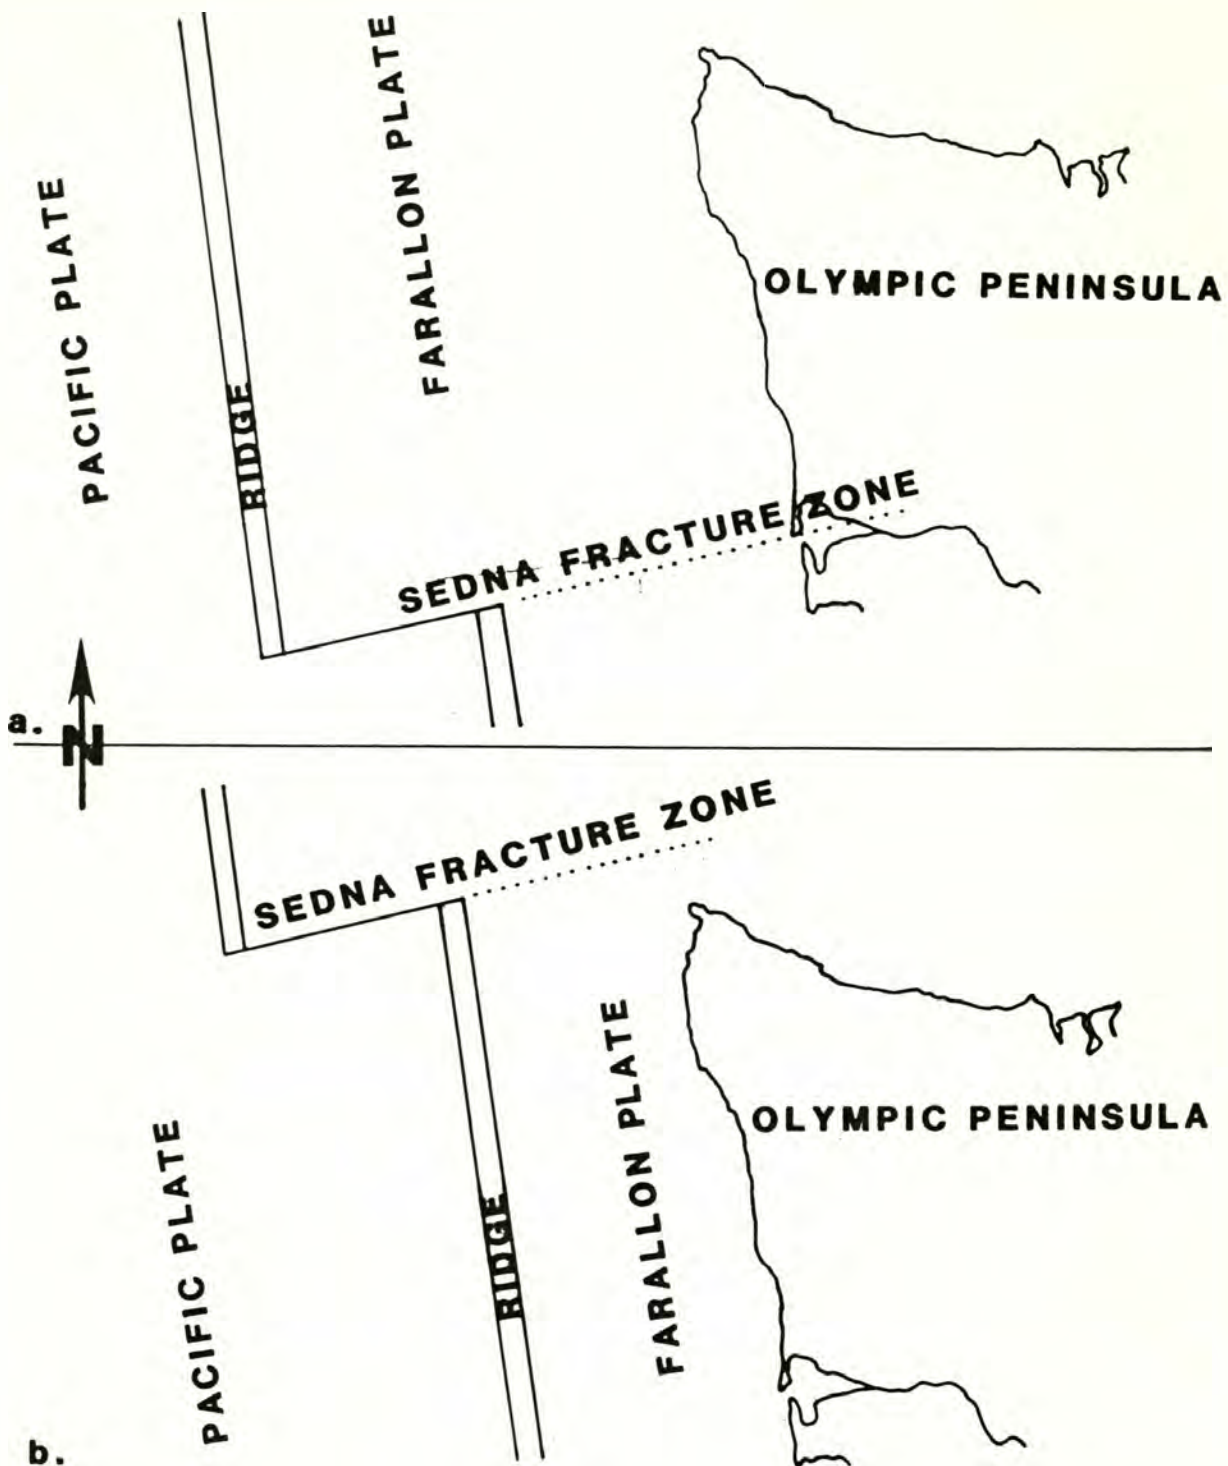 PACIFIC PLATE
FARALLON PLATE
OLYMPIC PENINSULA
RIDGE
SEDNA FRACTURE ZONE
a.
N
SEDNA FRACTURE ZONE
PACIFIC PLATE
FARALLON PLATE
OLYMPIC PENINSULA
RIDGE
b.